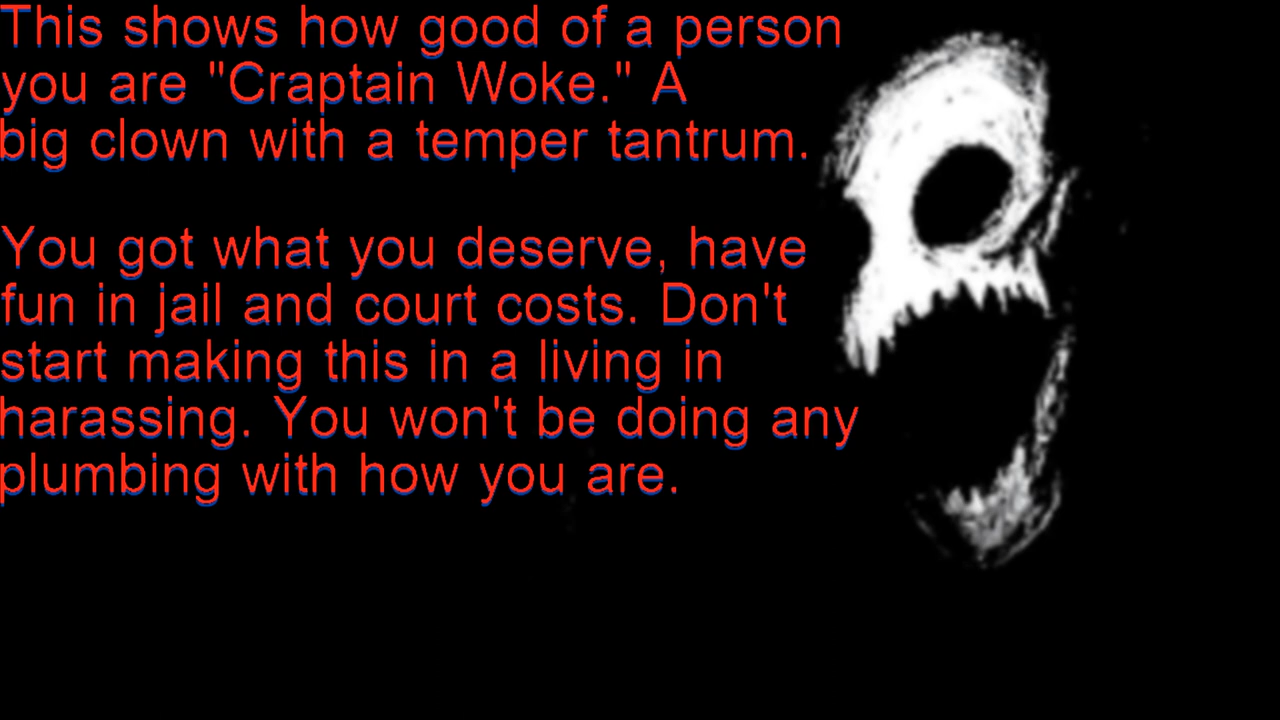 This shows how good of a person
you are "Craptain Woke." A
big clown with a temper tantrum.
You got what you deserve, have
fun in jail and court costs. Don't
start making this in a living in
harassing. You won't be doing any
plumbing with how you are.